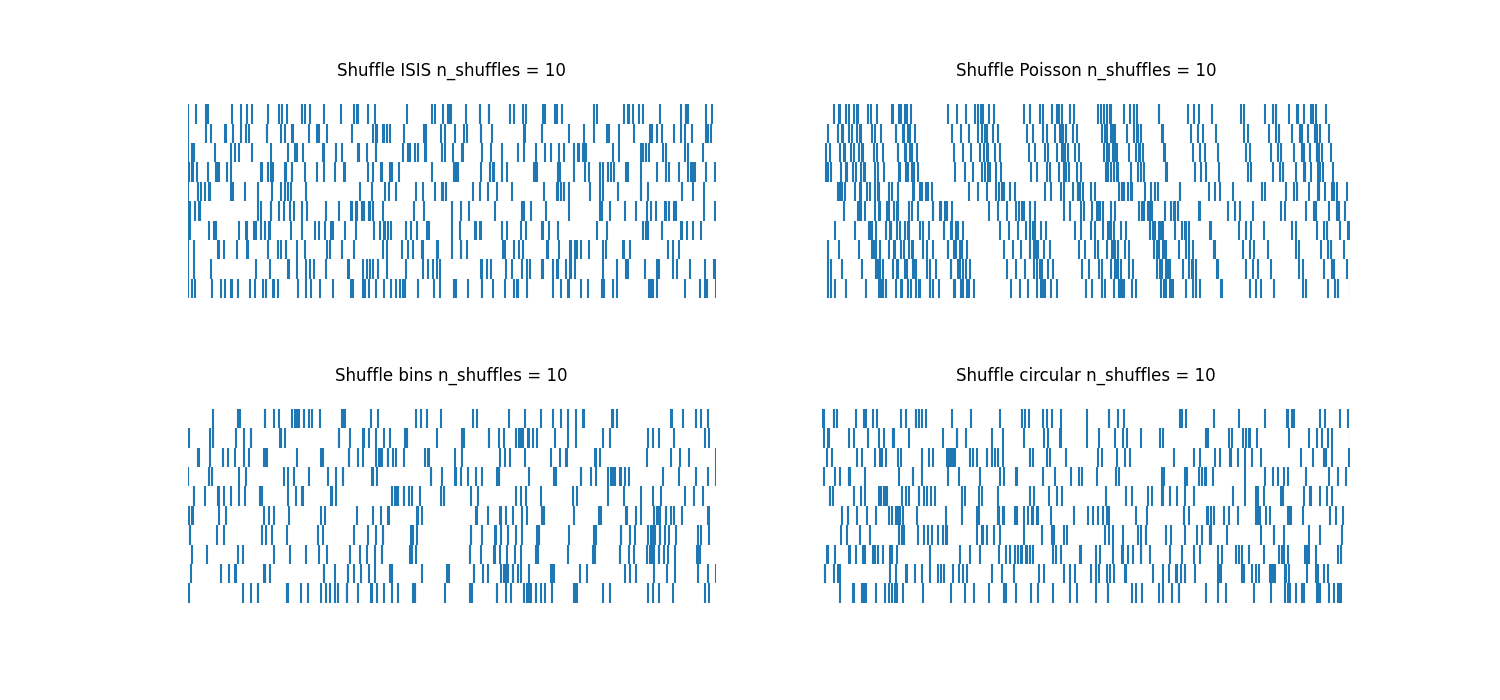 Shuffle ISIS n_shuffles = 10
Shuffle Poisson n_shuffles = 10
Shuffle bins n_shuffles = 10
Shuffle circular n_shuffles = 10